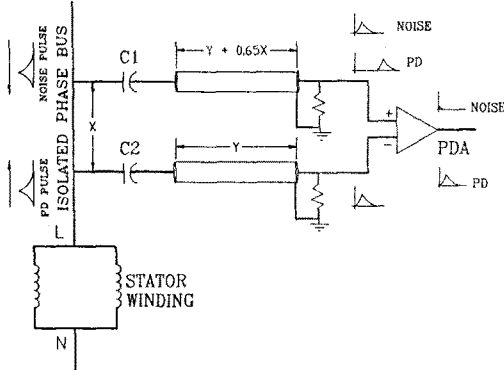 NOISE PULSE
ISOLATED PHASE BUS
C1
Y + 0.65X
NOISE
PD
X
C2
Y
+
−
PDA
NOISE
PD
PD PULSE
L
STATOR
WINDING
N